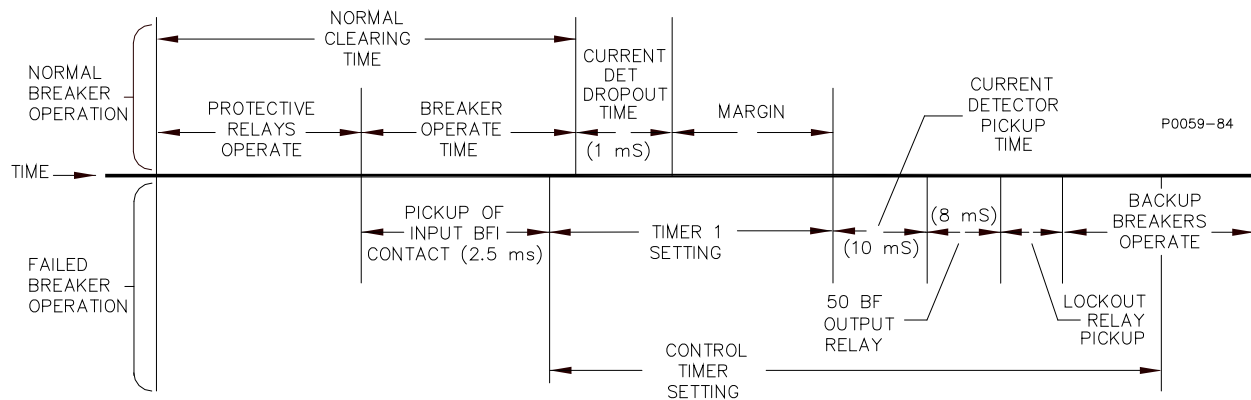 NORMAL
CLEARING
TIME
CURRENT
DET
DROPOUT
TIME
(1 mS)
NORMAL
BREAKER
OPERATION
PROTECTIVE
RELAYS
OPERATE
BREAKER
OPERATE
TIME
MARGIN
CURRENT
DETECTOR
PICKUP
TIME
P0059-84
TIME
PICKUP OF
INPUT BFI
CONTACT (2.5 ms)
TIMER 1
SETTING
(10 mS)
(8 mS)
BACKUP
BREAKERS
OPERATE
FAILED
BREAKER
OPERATION
50 BF
OUTPUT
RELAY
LOCKOUT
RELAY
PICKUP
CONTROL
TIMER
SETTING